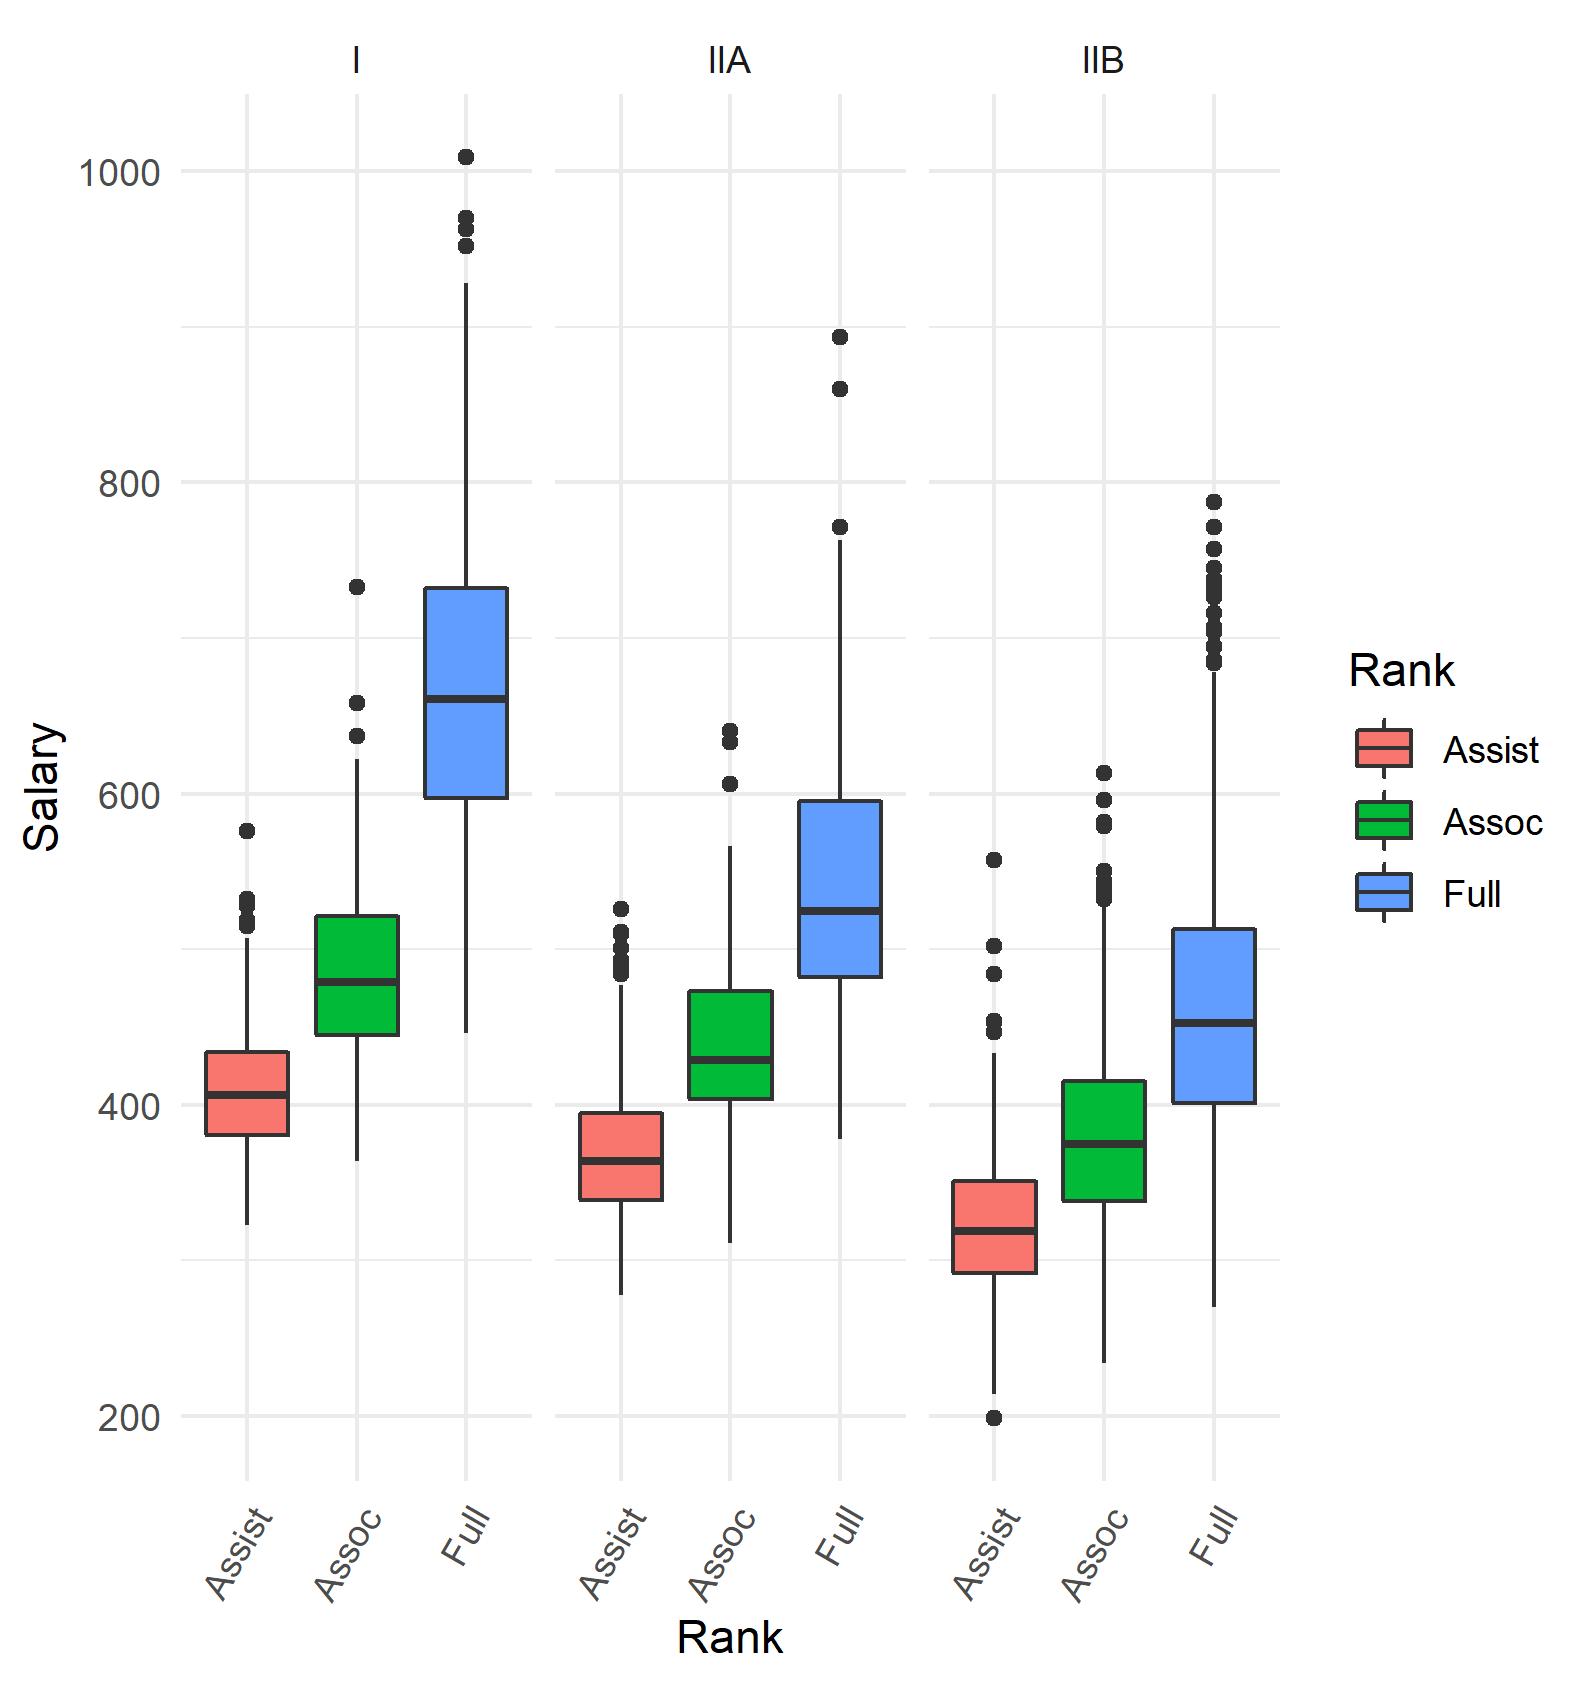 I IIA IIB
1000
800
600
400
200
Salary
Assist Assoc Full Assist Assoc Full Assist Assoc Full
Rank
Rank
Assist
Assoc
Full